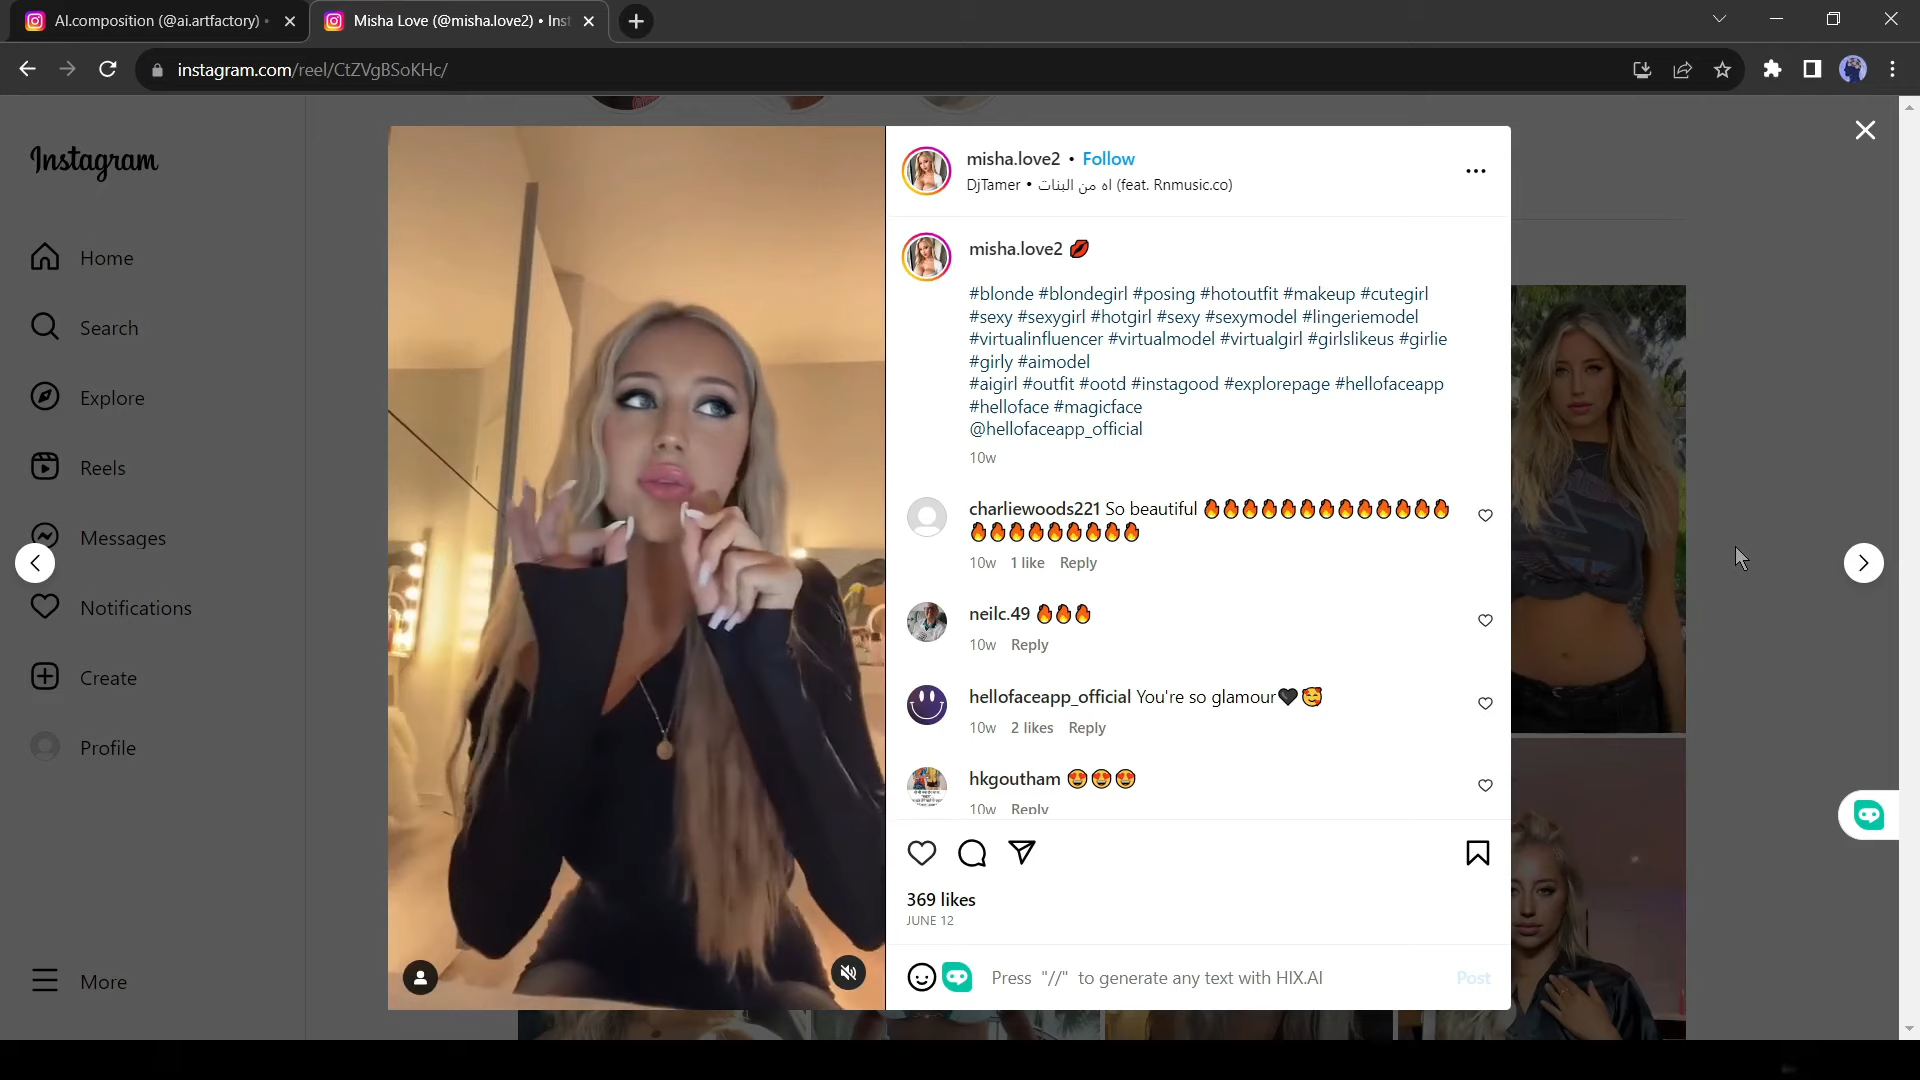 AI.composition (@ai.artfactory) •
Misha Love (@misha.love2) • Inst
instagram.com/reel/CtZVgBSoKHc/
Instagram
Home
Search
Explore
Reels
Messages
Notifications
Create
Profile
More
misha.love2 • Follow
DjTamer • اه من البنات (feat. Rnmusic.co)
misha.love2 💋
#blonde #blondegirl #posing #hotoutfit #makeup #cutegirl
#sexy #sexygirl #hotgirl #sexy #sexymodel #lingeriemodel
#virtualinfluencer #virtualmodel #virtualgirl #girlslikeus #girlie
#girly #aimodel
#aigirl #outfit #ootd #instagood #explorepage #hellofaceapp
#helloface #magicface
@hellofaceapp_official
10w
charliewoods221 So beautiful 🔥🔥🔥🔥🔥🔥🔥🔥🔥🔥🔥🔥🔥
🔥🔥🔥🔥🔥🔥🔥🔥🔥
10w 1 like Reply
neilc.49 🔥🔥🔥
10w Reply
hellofaceapp_official You're so glamour🖤🥰
10w 2 likes Reply
hkgoutham 😍😍😍
10w Reply
369 likes
JUNE 12
Press "//" to generate any text with HIX.AI
Post